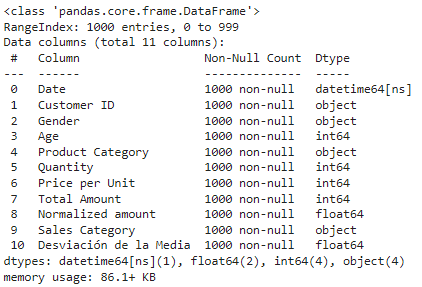 <class 'pandas.core.frame.DataFrame'>
RangeIndex: 1000 entries, 0 to 999
Data columns (total 11 columns):
 #   Column                 Non-Null Count  Dtype
---  ------                 --------------  -----
 0   Date                   1000 non-null   datetime64[ns]
 1   Customer ID            1000 non-null   object
 2   Gender                 1000 non-null   object
 3   Age                    1000 non-null   int64
 4   Product Category       1000 non-null   object
 5   Quantity               1000 non-null   int64
 6   Price per Unit         1000 non-null   int64
 7   Total Amount           1000 non-null   int64
 8   Normalized amount      1000 non-null   float64
 9   Sales Category         1000 non-null   object
 10  Desviación de la Media  1000 non-null   float64
dtypes: datetime64[ns](1), float64(2), int64(4), object(4)
memory usage: 86.1+ KB